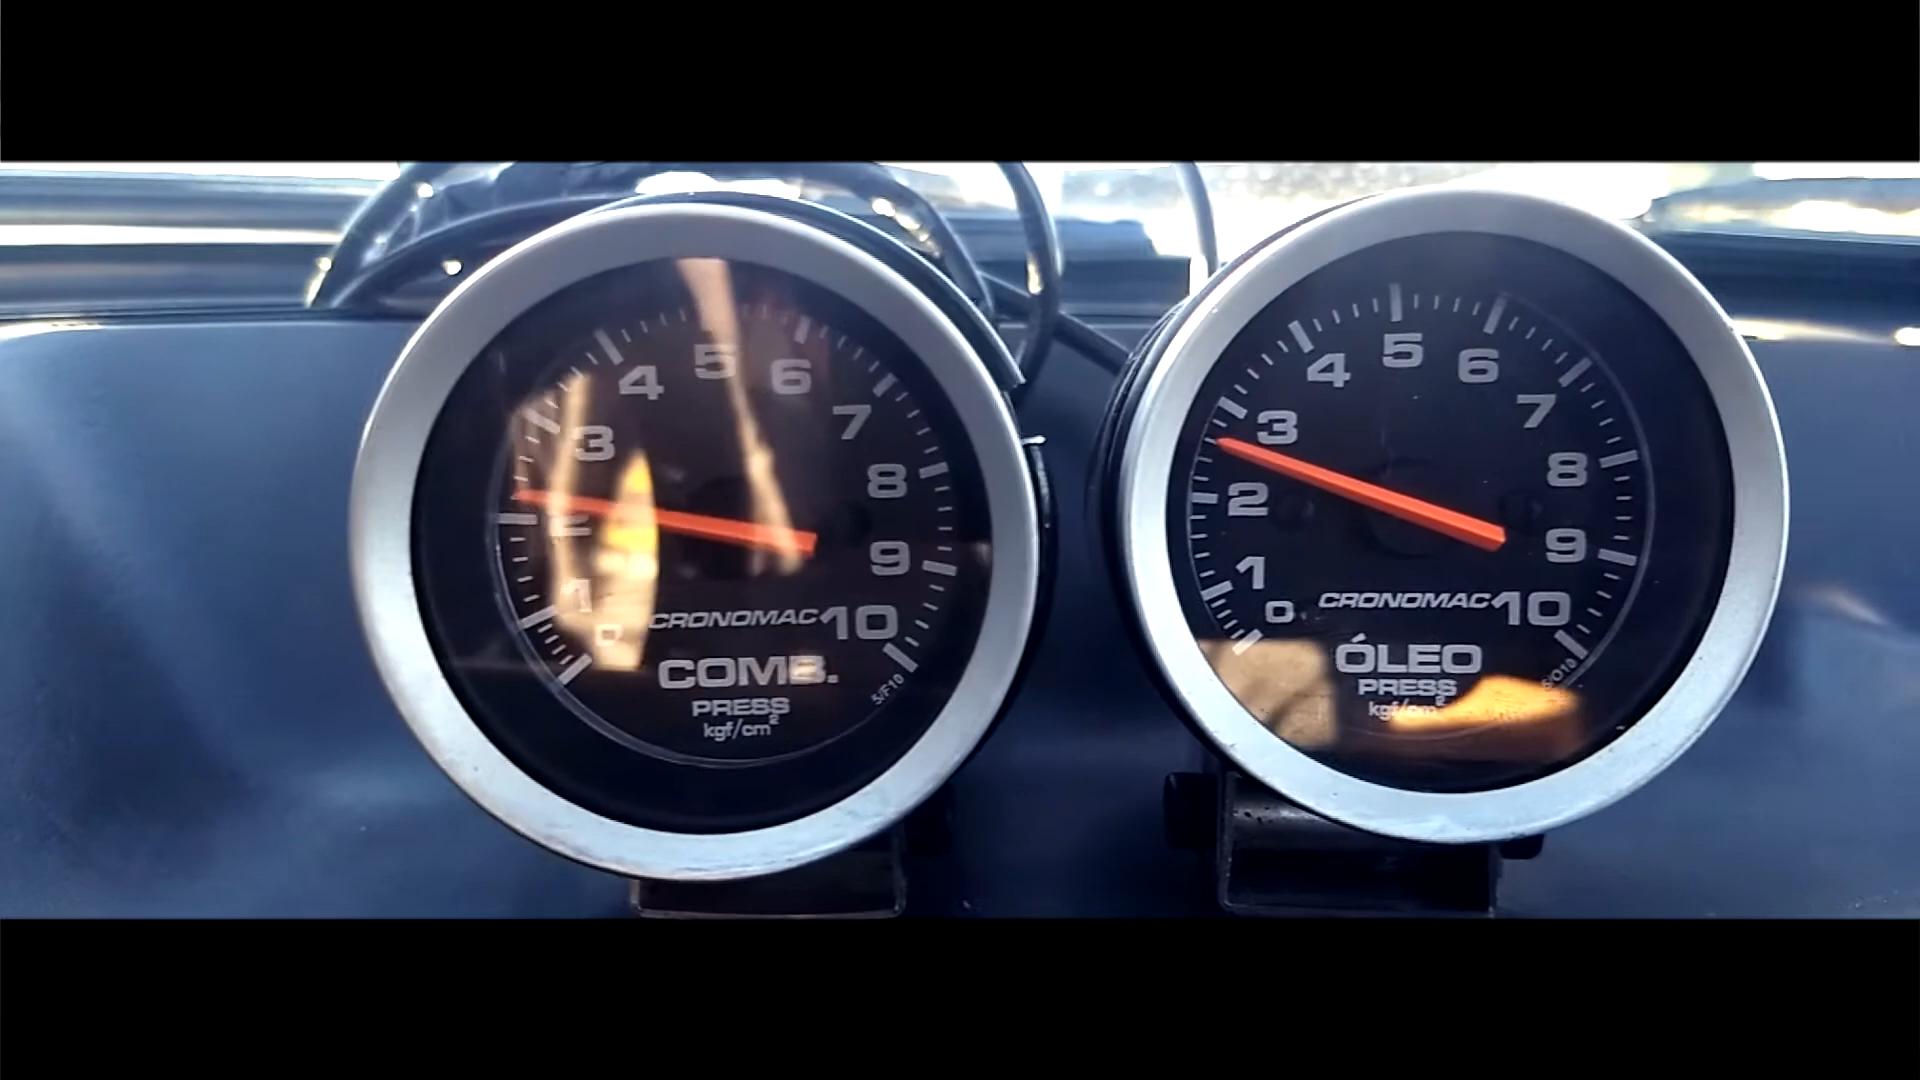 0 1 2 3 4 5 6 7 8 9 10
CRONOMAC
COMB.
PRESS
kgf/cm²
5/F10
0 1 2 3 4 5 6 7 8 9 10
CRONOMAC
ÓLEO
PRESS
kgf/cm²